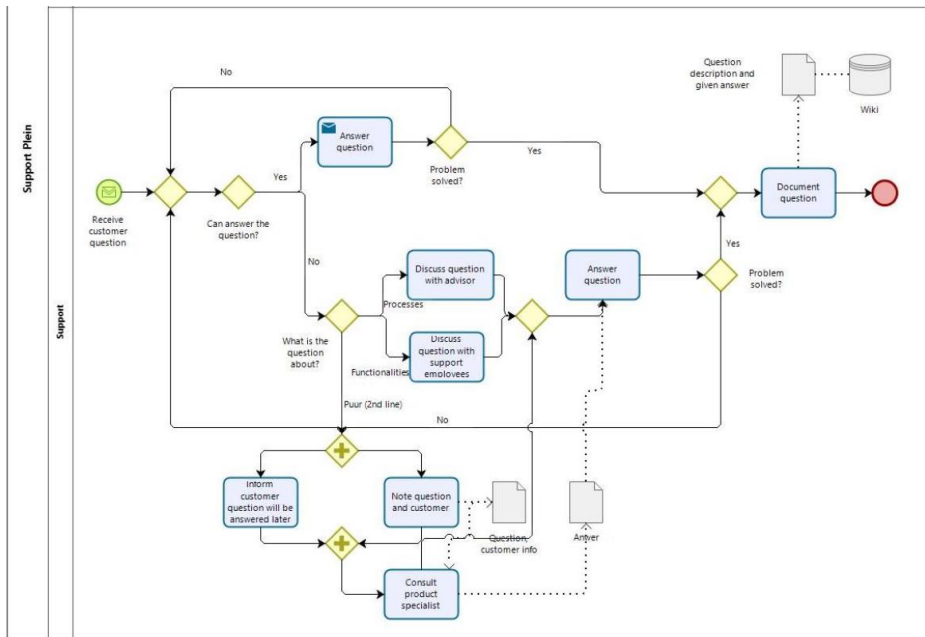 Support Plein
Support
Receive
customer
question
No
Can answer the
question?
Yes
No
Answer
question
Problem
solved?
Yes
What is the
question
about?
Processes
Functionalities
Puur (2nd line)
Discuss question
with advisor
Discuss
question with
support
employees
Answer
question
Yes
Problem
solved?
No
Document
question
Question
description and
given answer
Wiki
Inform
customer
question will be
answered later
Note question
and customer
Question,
customer info
Consult
product
specialist